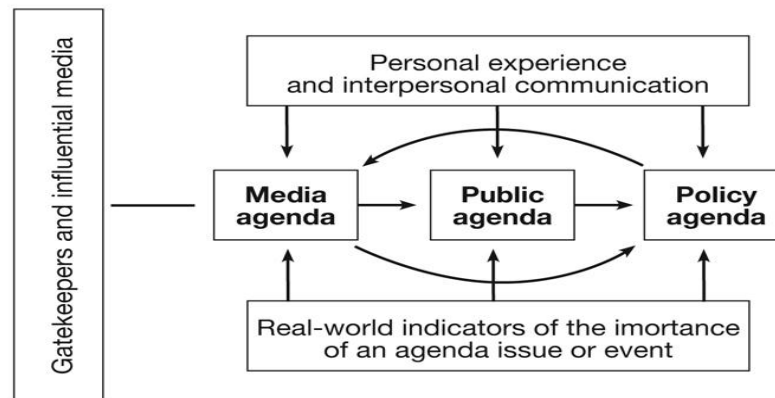 Gatekeepers and influential media
Personal experience
and interpersonal communication
Media
agenda
Public
agenda
Policy
agenda
Real-world indicators of the imortance
of an agenda issue or event